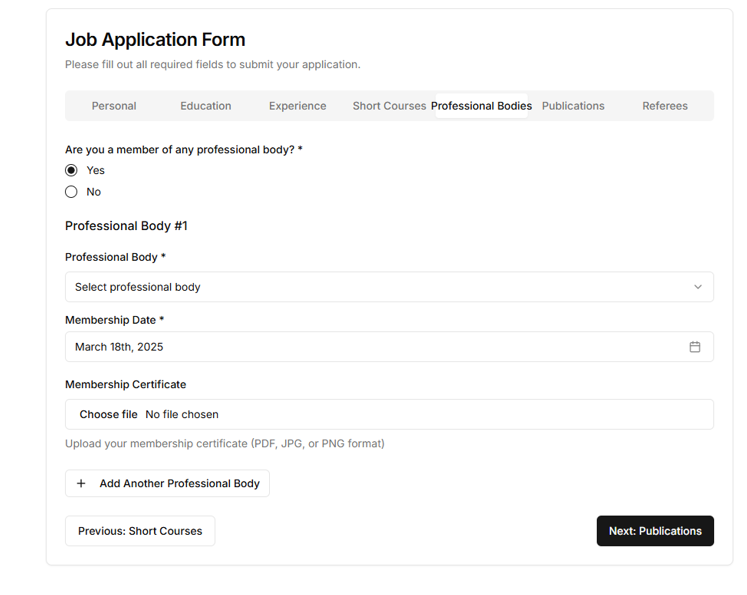 Job Application Form
Please fill out all required fields to submit your application.
Personal Education Experience Short Courses Professional Bodies Publications Referees
Are you a member of any professional body? *
Yes
No
Professional Body #1
Professional Body *
Select professional body
Membership Date *
March 18th, 2025
Membership Certificate
Choose file No file chosen
Upload your membership certificate (PDF, JPG, or PNG format)
+ Add Another Professional Body
Previous: Short Courses Next: Publications